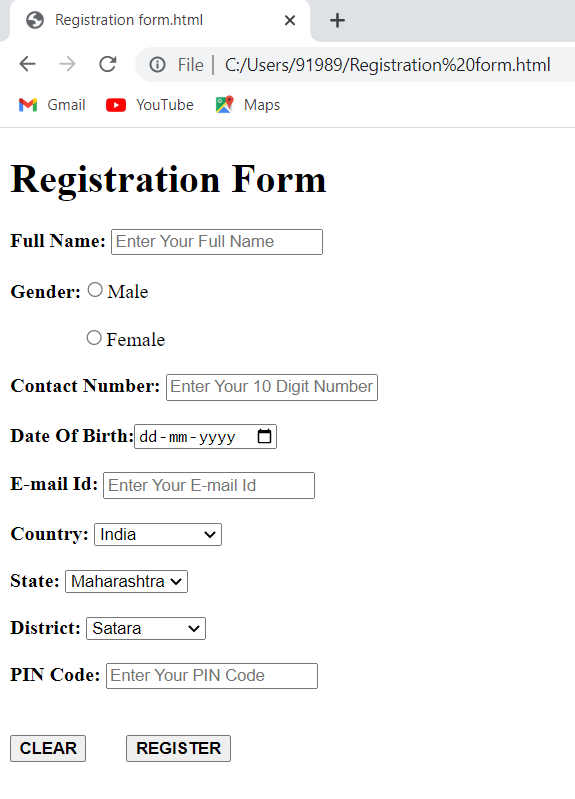 Registration form.html
File | C:/Users/91989/Registration%20form.html
Gmail YouTube Maps
Registration Form
Full Name: Enter Your Full Name
Gender: Male
Female
Contact Number: Enter Your 10 Digit Number
Date Of Birth: dd-mm-yyyy
E-mail Id: Enter Your E-mail Id
Country: India
State: Maharashtra
District: Satara
PIN Code: Enter Your PIN Code
CLEAR REGISTER